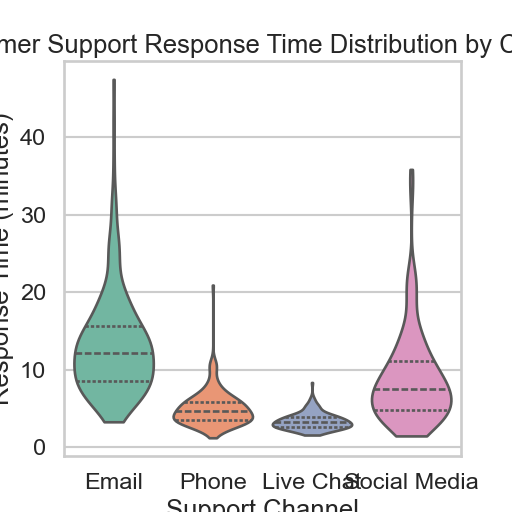 mer Support Response Time Distribution by C
Response Time (minutes)
40
30
20
10
0
Email
Phone
Live Chat
Social Media
Support Channel